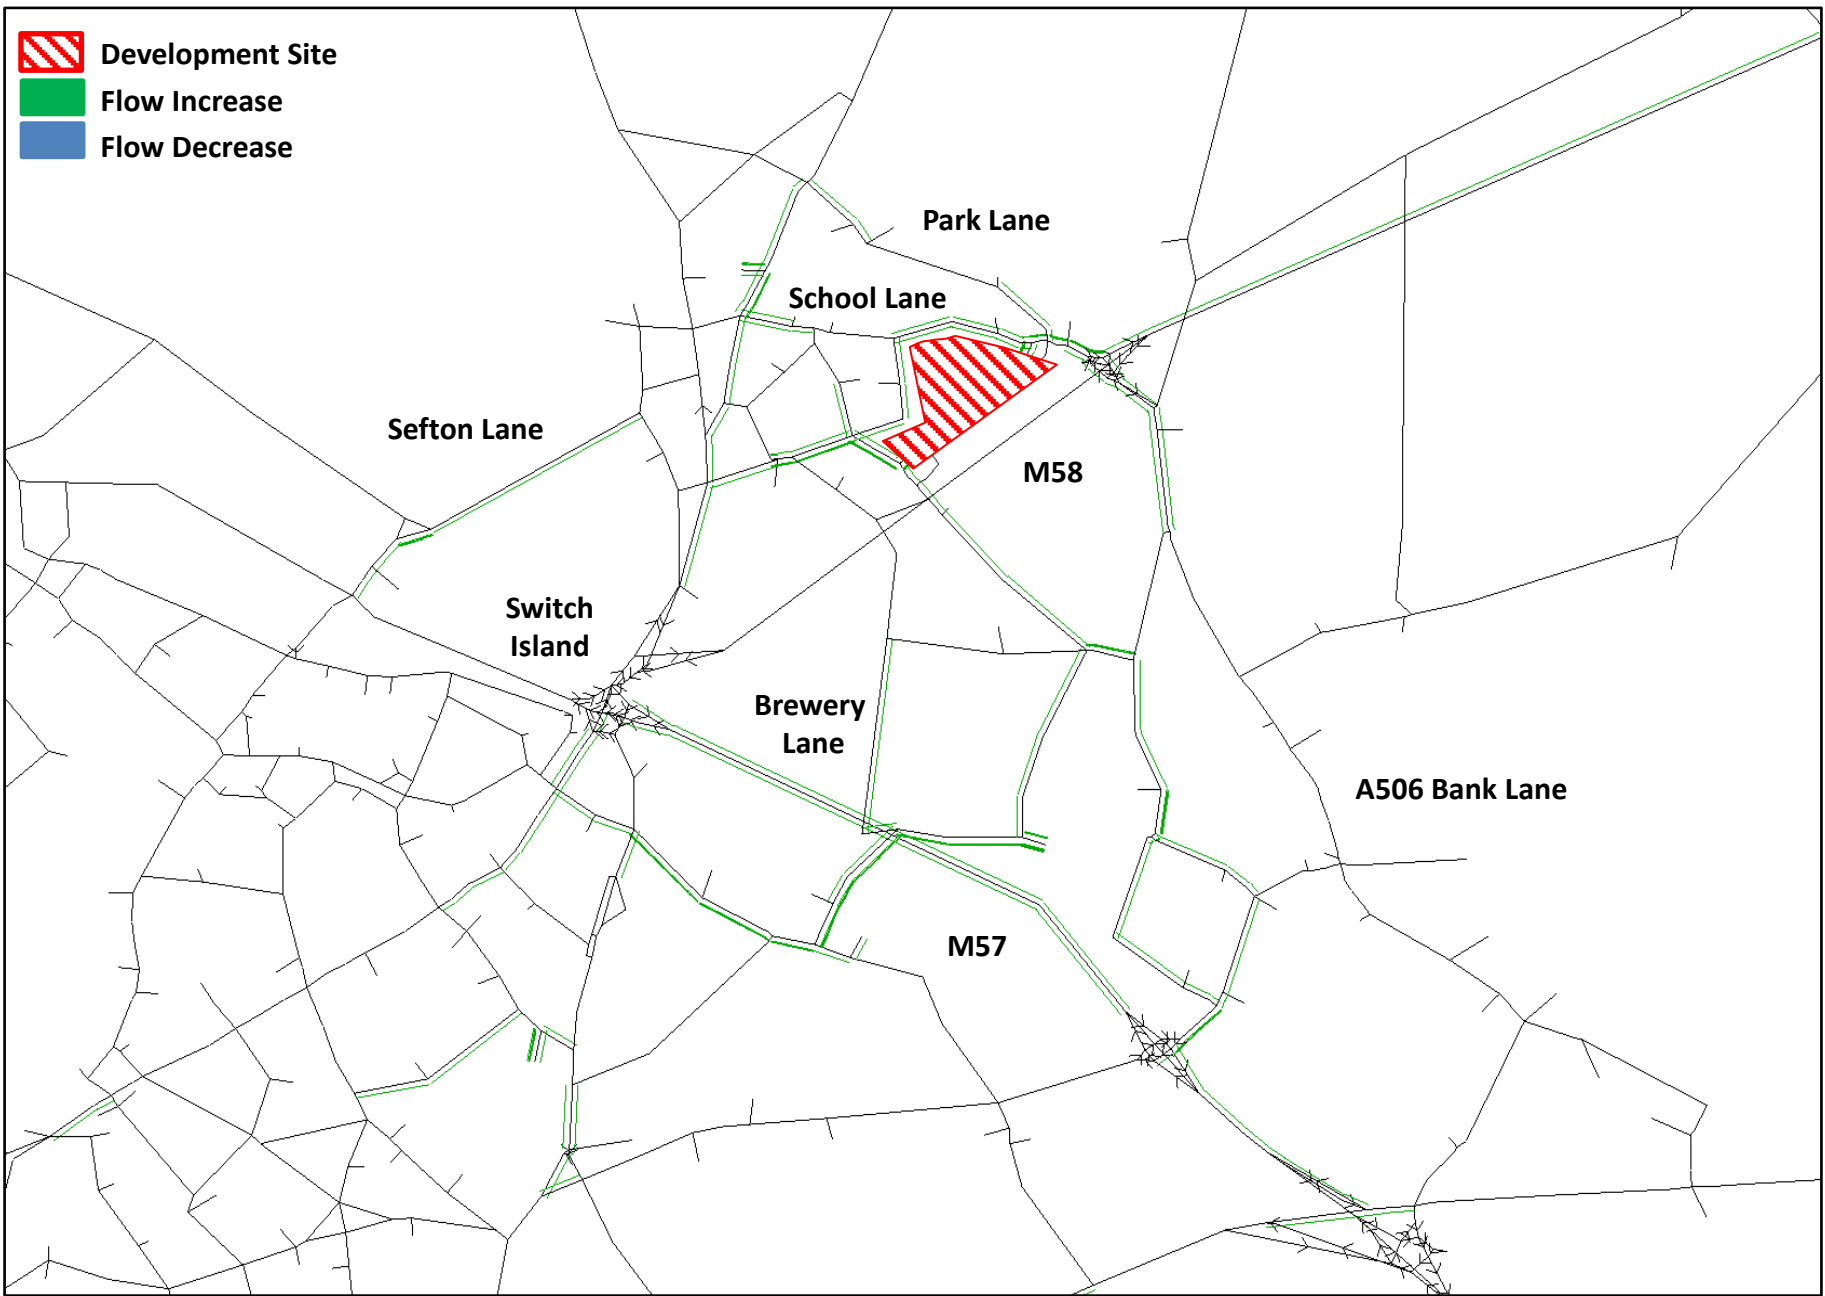 Development Site
Flow Increase
Flow Decrease
Park Lane
School Lane
Sefton Lane
M58
Switch
Island
Brewery
Lane
A506 Bank Lane
M57